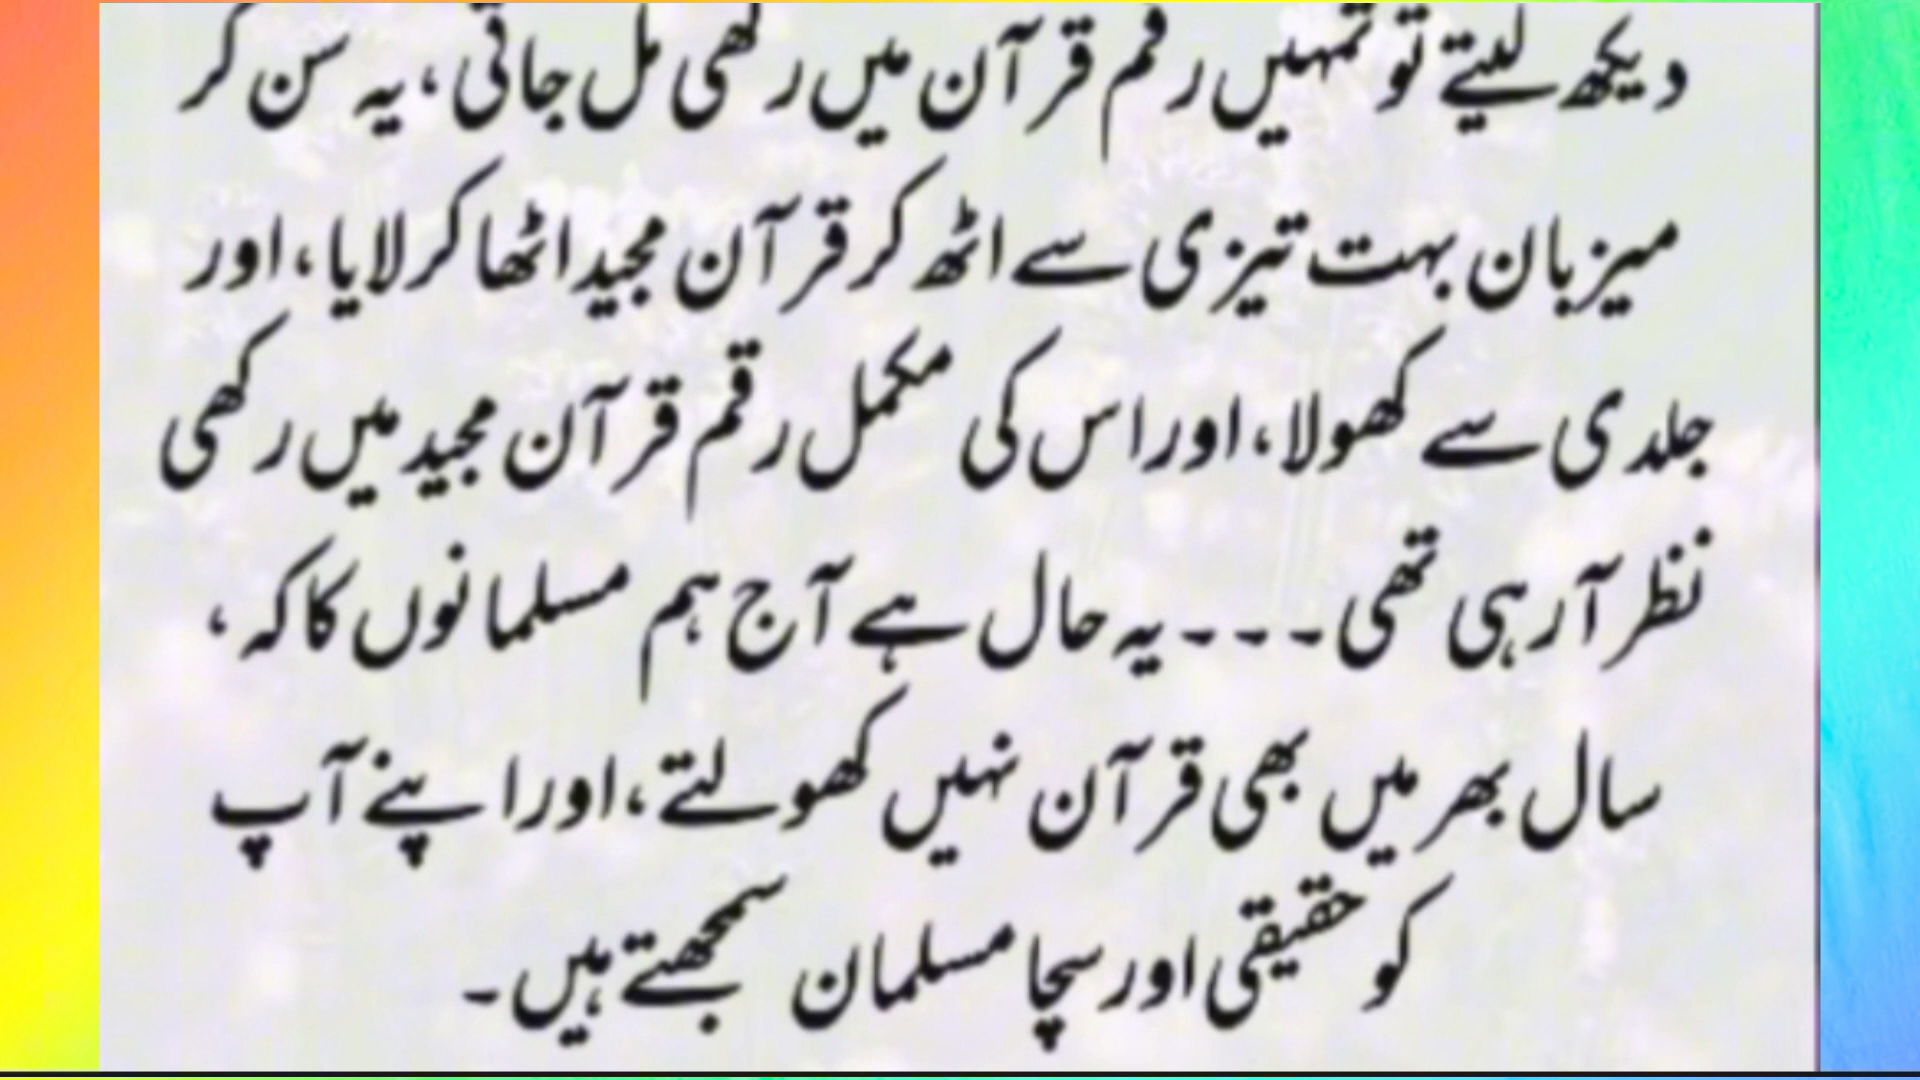 دیکھ لیتے تو تمہیں رقم قرآن میں رکھی مل جاتی، یہ سن کر
میزبان بہت تیزی سے اٹھ کر قرآن مجید اٹھا کر لایا، اور
جلدی سے کھولا، اور اس کی مکمل رقم قرآن مجید میں رکھی
نظر آرہی تھی۔۔۔۔یہ حال ہے آج ہم مسلمانوں کا کہ،
سال بھر میں بھی قرآن نہیں کھولتے، اور اپنے آپ
کو حقیقی اور سچا مسلمان سمجھتے ہیں۔